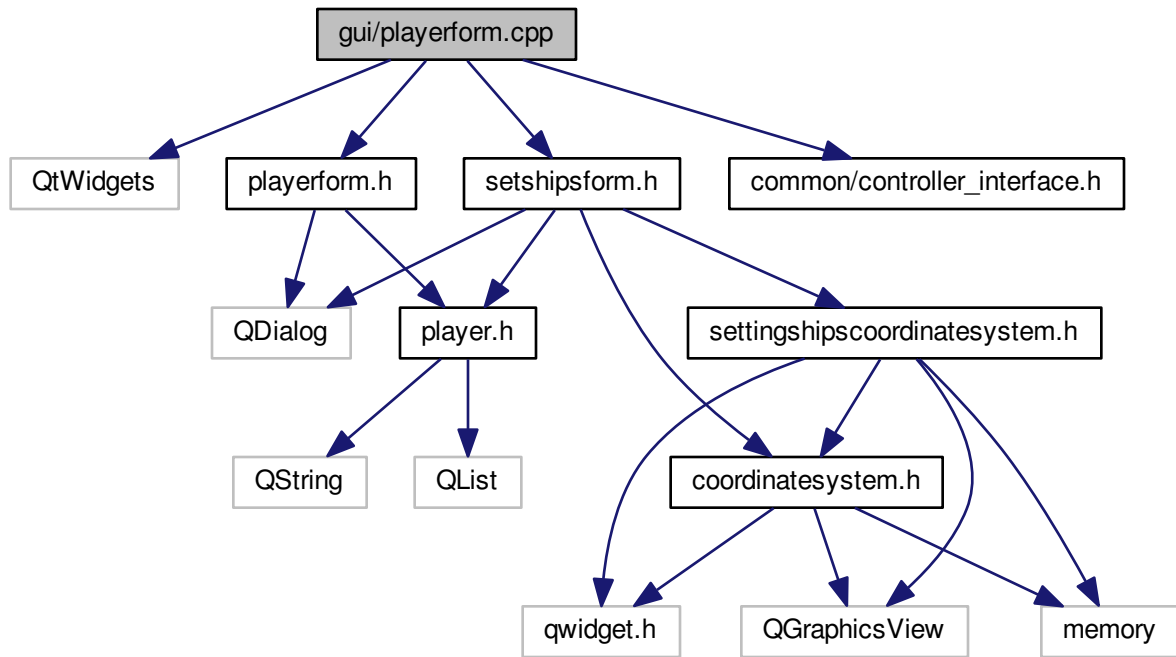 gui/playerform.cpp
QtWidgets
playerform.h
setshipsform.h
common/controller_interface.h
QDialog
player.h
settingshipscoordinatesystem.h
QString
QList
coordinatesystem.h
qwidget.h
QGraphicsView
memory